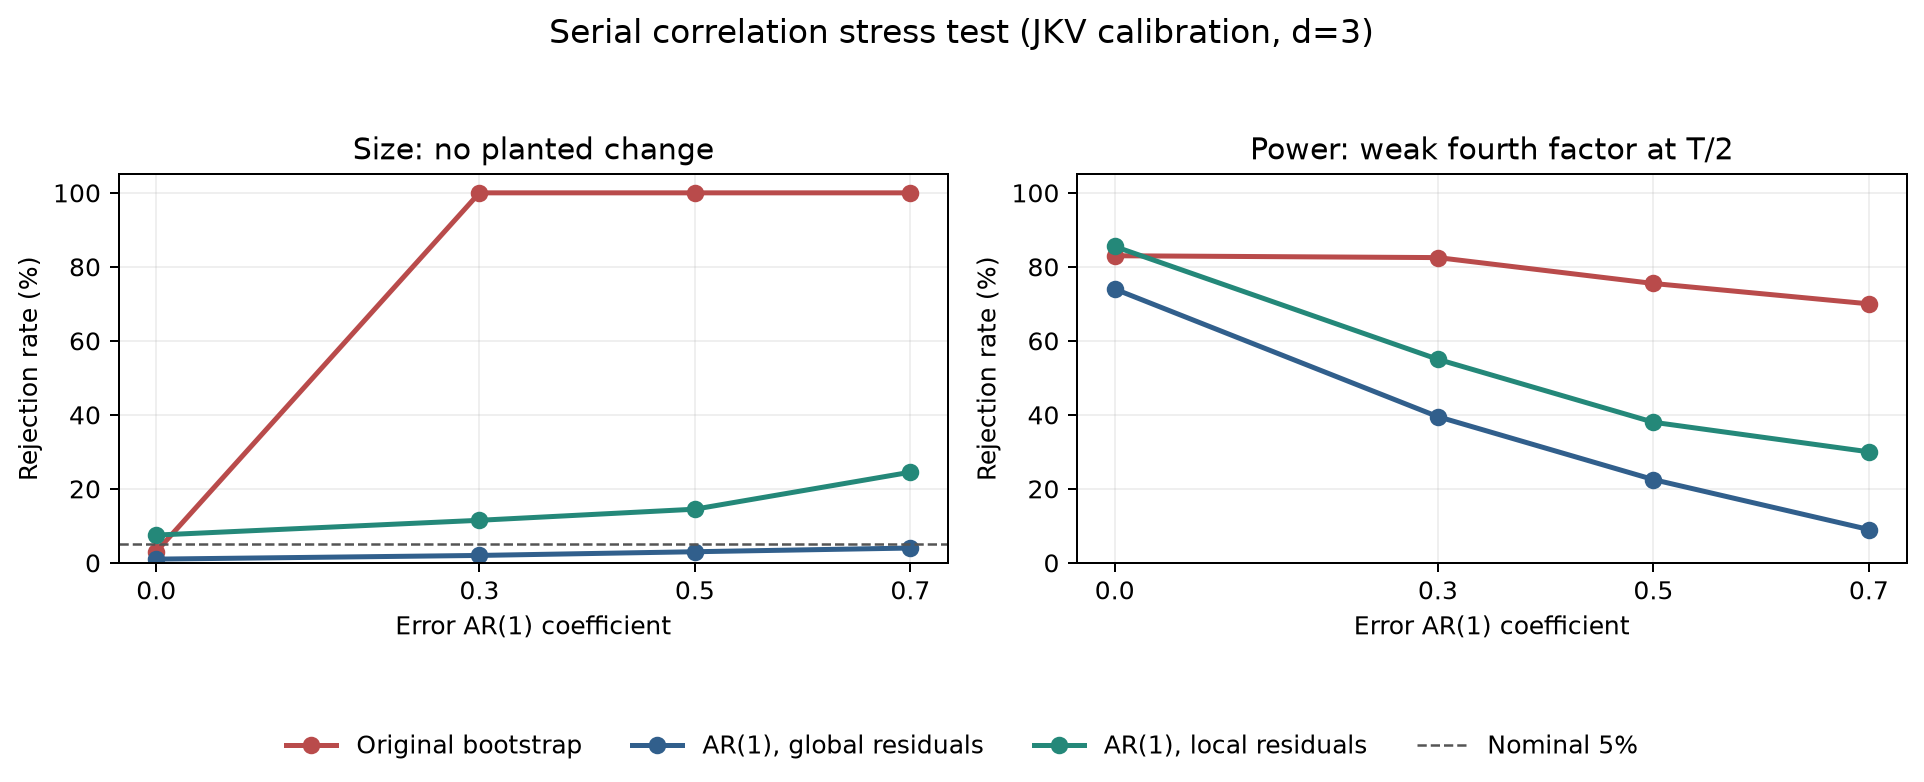 Serial correlation stress test (JKV calibration, d=3)
Size: no planted change
Rejection rate (%)
100
80
60
40
20
0
0.0 0.3 0.5 0.7
Error AR(1) coefficient
Power: weak fourth factor at T/2
Rejection rate (%)
100
80
60
40
20
0
0.0 0.3 0.5 0.7
Error AR(1) coefficient
Original bootstrap AR(1), global residuals AR(1), local residuals Nominal 5%